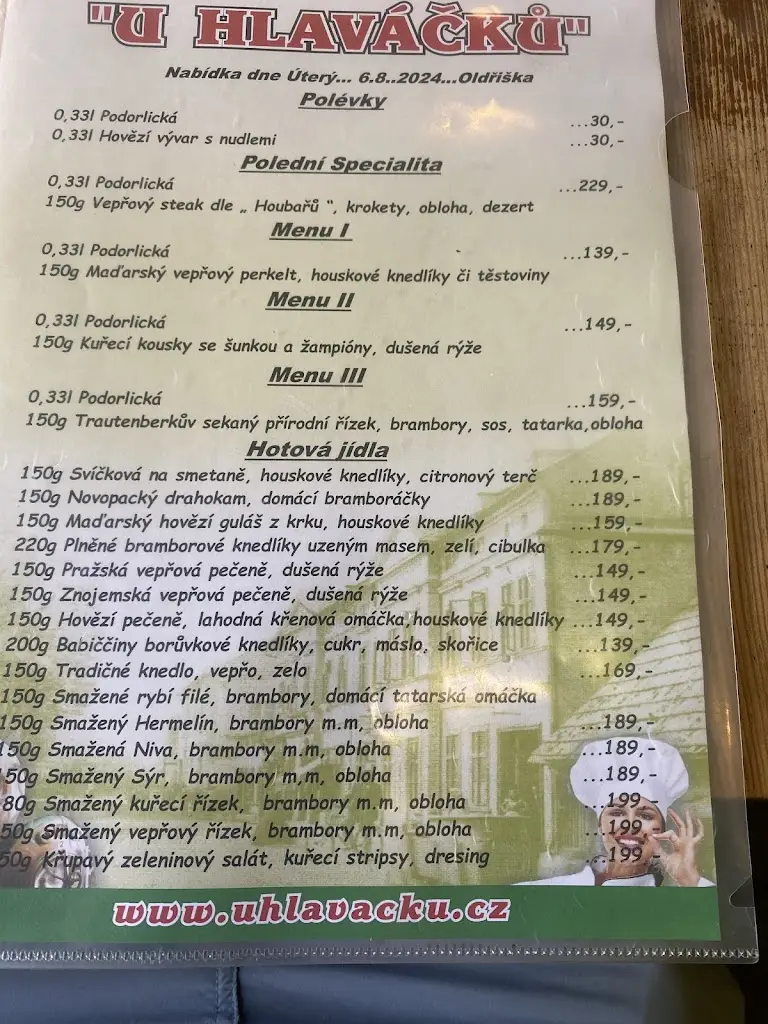 "U HLAVÁČKŮ"
Nabídka dne Úterý... 6.8..2024...Oldřiška
Polévky
0,33l Podorlická ...30,-
0,33l Hovězí vývar s nudlemi ...30,-
Polední Specialita
0,33l Podorlická ...229,-
150g Vepřový steak dle „ Houbařů “, krokety, obloha, dezert
Menu I
0,33l Podorlická ...139,-
150g Maďarský vepřový perkelt, houskové knedlíky či těstoviny
Menu II
0,33l Podorlická ...149,-
150g Kuřecí kousky se šunkou a žampióny, dušená rýže
Menu III
0,33l Podorlická ...159,-
150g Trautenberkův sekaný přírodní řízek, brambory, sos, tatarka,obloha
Hotová jídla
150g Svíčková na smetaně, houskové knedlíky, citronový terč ...189,-
150g Novopacký drahokam, domácí bramboráčky ...189,-
150g Maďarský hovězí guláš z krku, houskové knedlíky ...159,-
220g Plněné bramborové knedlíky uzeným masem, zelí, cibulka ...179,-
150g Pražská vepřová pečeně, dušená rýže ...149,-
150g Znojemská vepřová pečeně, dušená rýže ...149,-
150g Hovězí pečeně, lahodná křenová omáčka,houskové knedlíky ...149,-
200g Babiččiny borůvkové knedlíky, cukr, máslo, skořice ...139,-
150g Tradičné knedlo, vepřo, zelo ...169,-
150g Smažené rybí filé, brambory, domácí tatarská omáčka
150g Smažený Hermelín, brambory m.m, obloha ...189,-
150g Smažená Niva, brambory m.m, obloha ...189,-
50g Smažený Sýr, brambory m,m, obloha ...189,-
80g Smažený kuřecí řízek, brambory m.m, obloha ...199,-
50g Smažený vepřový řízek, brambory m.m, obloha ...199,-
50g Křupavý zeleninový salát, kuřecí stripsy, dresing ...199,-
www.uhlavacku.cz